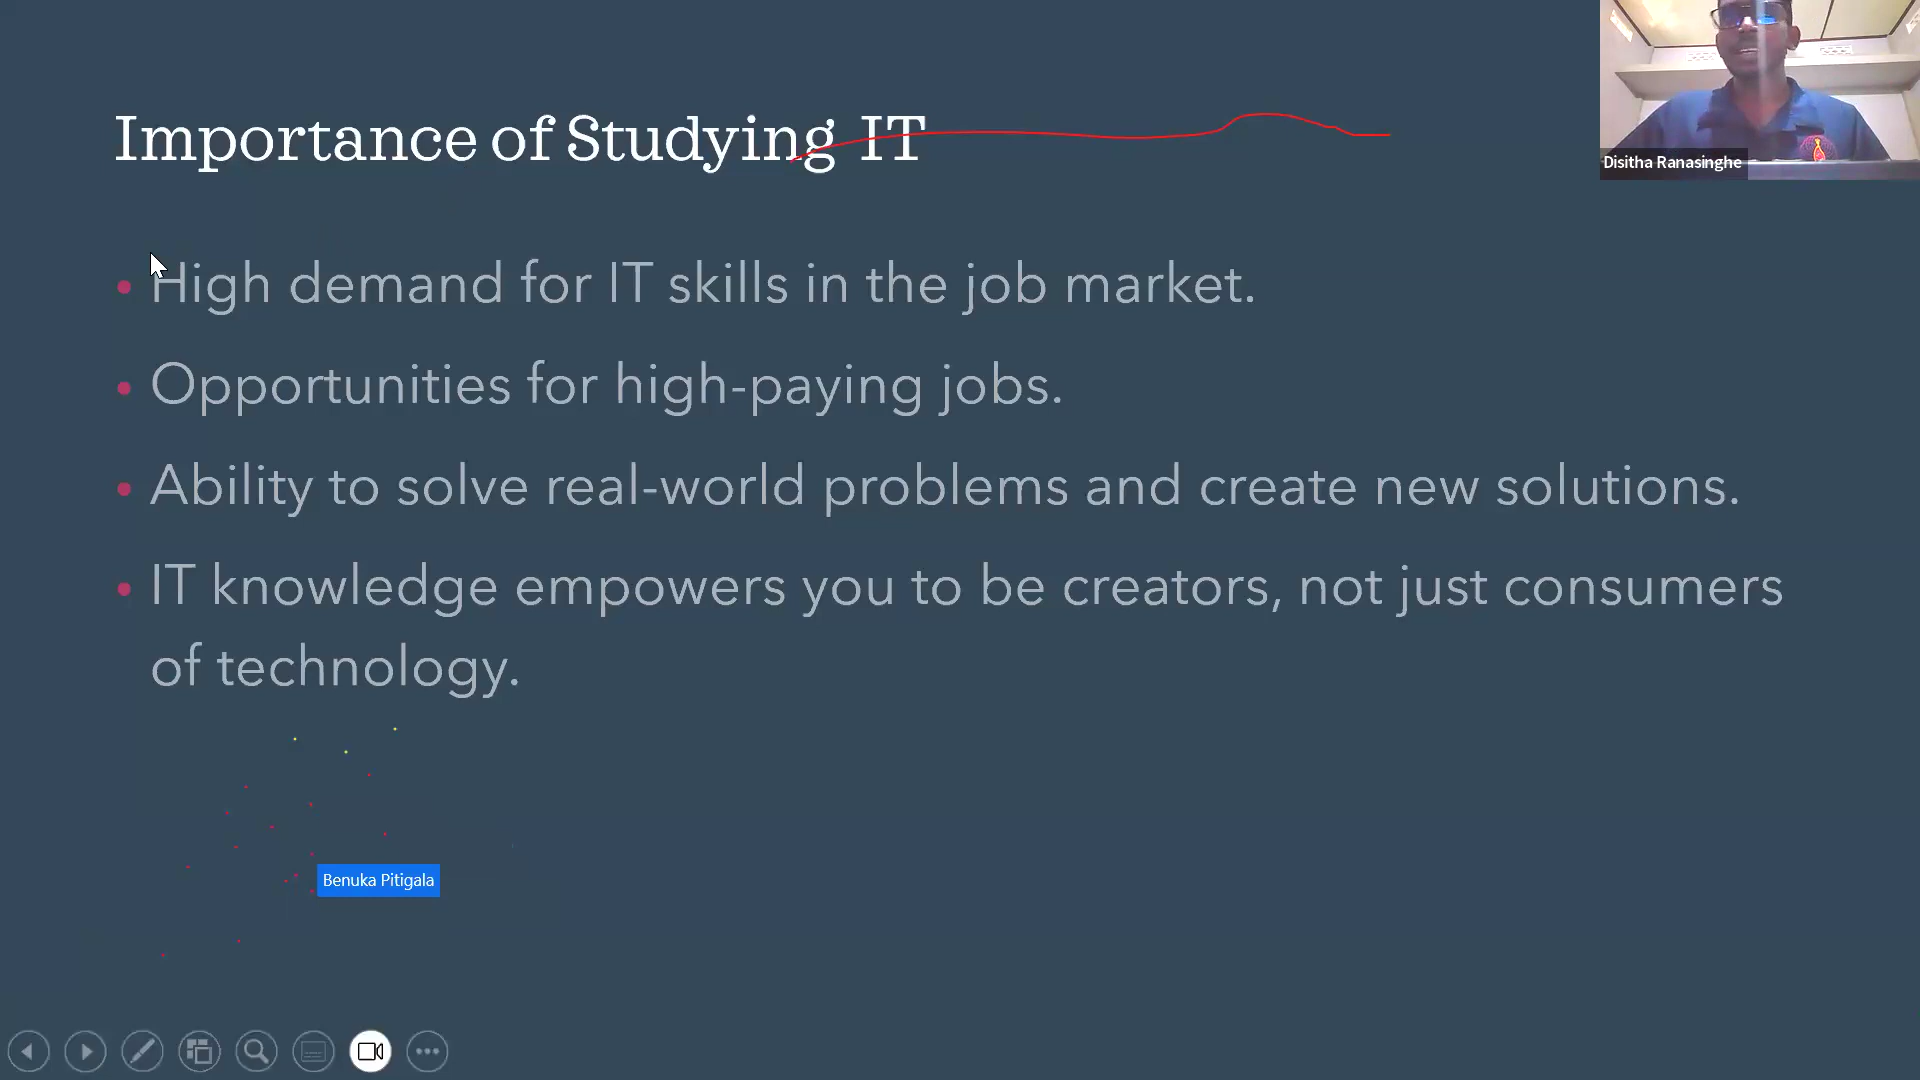 Importance of Studying IT
Disitha Ranasinghe
• High demand for IT skills in the job market.
• Opportunities for high-paying jobs.
• Ability to solve real-world problems and create new solutions.
• IT knowledge empowers you to be creators, not just consumers
of technology.
Benuka Pitigala